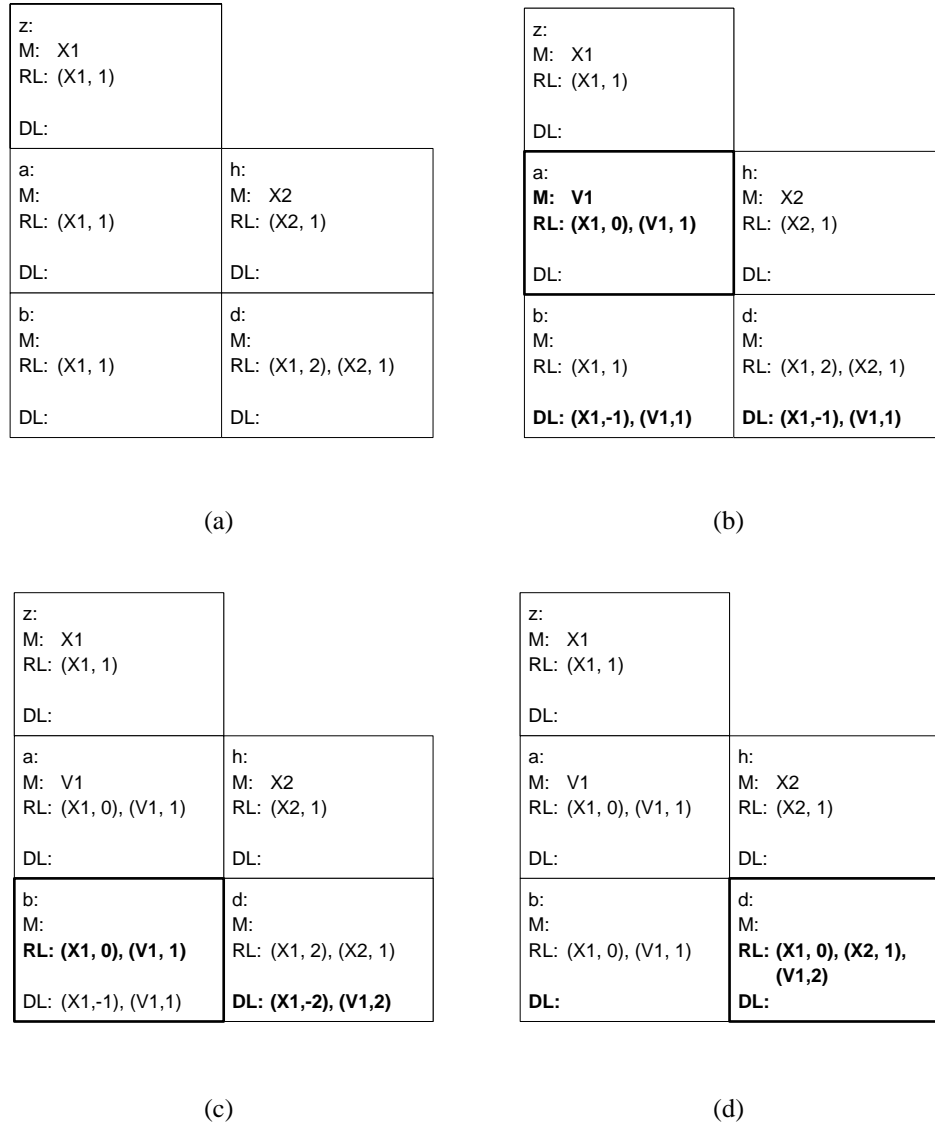 z:
M: X1
RL: (X1, 1)
DL:
a:
M:
RL: (X1, 1)
DL:
h:
M: X2
RL: (X2, 1)
DL:
b:
M:
RL: (X1, 1)
DL:
d:
M:
RL: (X1, 2), (X2, 1)
DL:
(a)
z:
M: X1
RL: (X1, 1)
DL:
a:
M: V1
RL: (X1, 0), (V1, 1)
DL:
h:
M: X2
RL: (X2, 1)
DL:
b:
M:
RL: (X1, 1)
DL: (X1,-1), (V1,1)
d:
M:
RL: (X1, 2), (X2, 1)
DL: (X1,-1), (V1,1)
(b)
z:
M: X1
RL: (X1, 1)
DL:
a:
M: V1
RL: (X1, 0), (V1, 1)
DL:
h:
M: X2
RL: (X2, 1)
DL:
b:
M:
RL: (X1, 0), (V1, 1)
DL: (X1,-1), (V1,1)
d:
M:
RL: (X1, 2), (X2, 1)
DL: (X1,-2), (V1,2)
(c)
z:
M: X1
RL: (X1, 1)
DL:
a:
M: V1
RL: (X1, 0), (V1, 1)
DL:
h:
M: X2
RL: (X2, 1)
DL:
b:
M:
RL: (X1, 0), (V1, 1)
DL:
d:
M:
RL: (X1, 0), (X2, 1),
(V1,2)
DL:
(d)